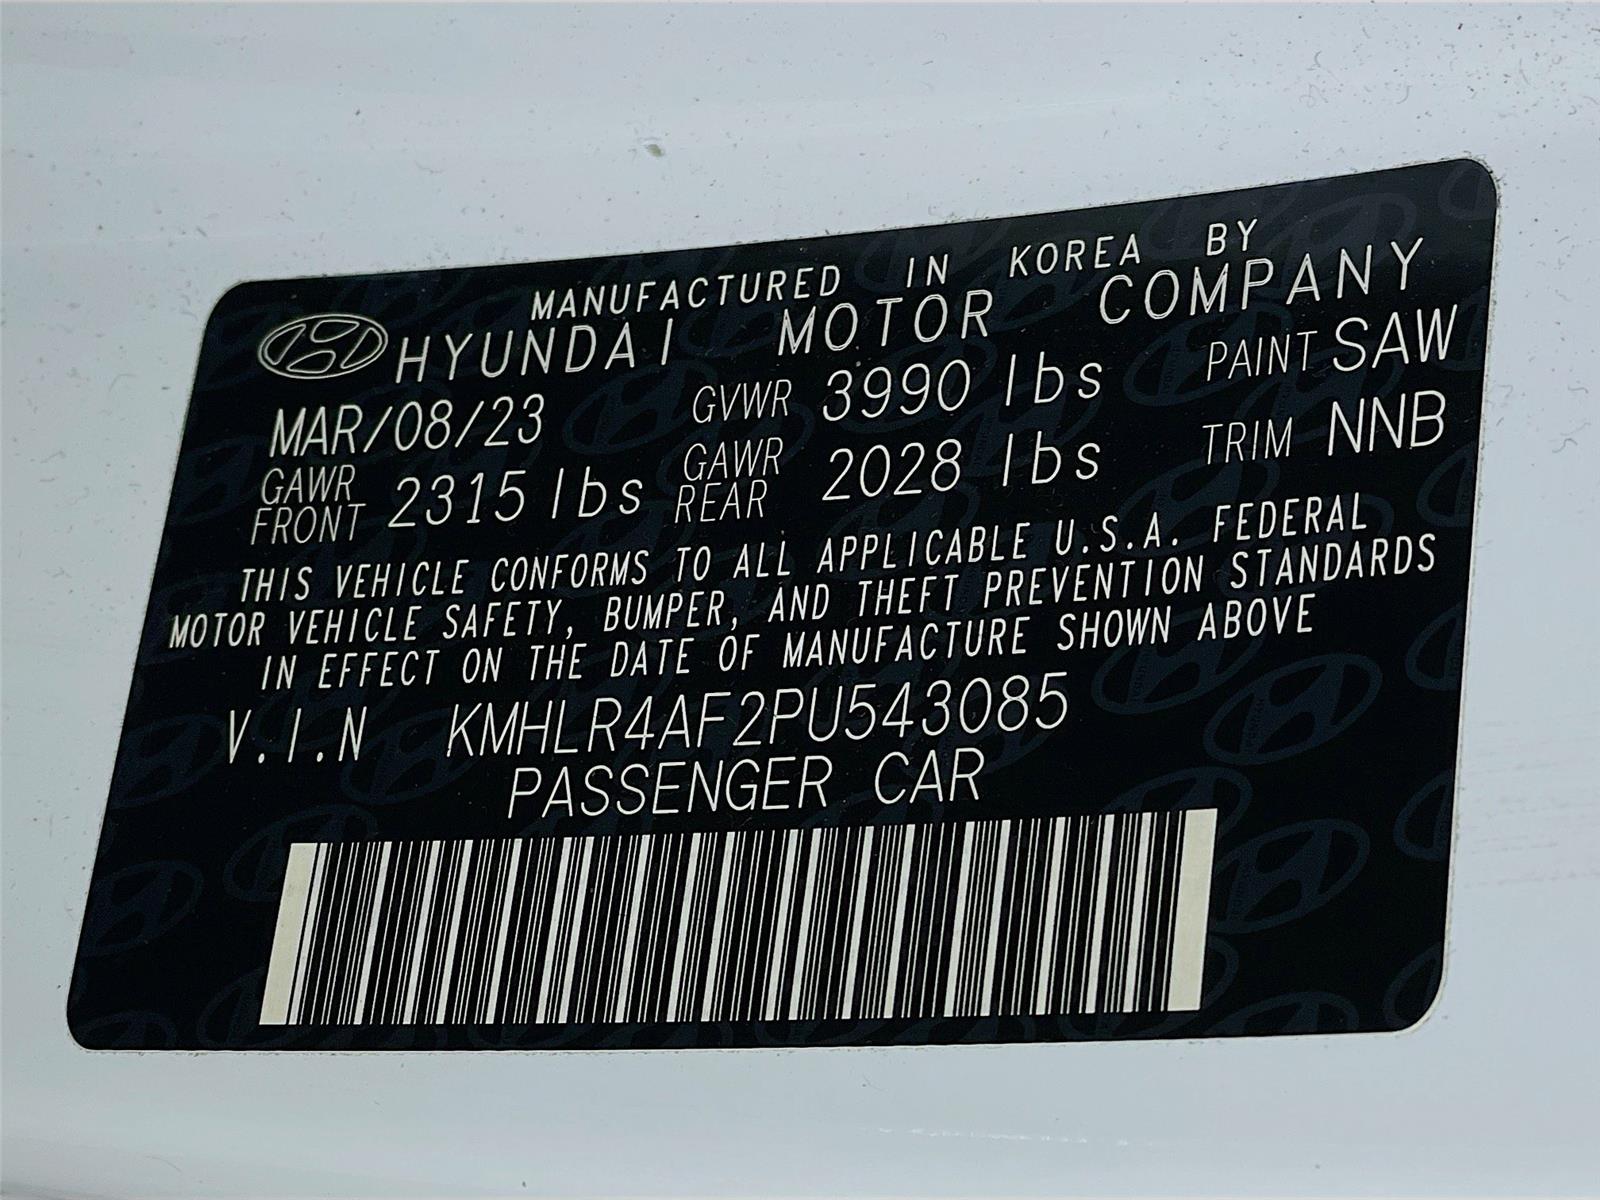 MANUFACTURED IN KOREA BY
HYUNDAI MOTOR COMPANY
MAR/08/23 GVWR 3990 lbs PAINT SAW
GAWR FRONT 2315 lbs GAWR REAR 2028 lbs TRIM NNB
THIS VEHICLE CONFORMS TO ALL APPLICABLE U.S.A. FEDERAL
MOTOR VEHICLE SAFETY, BUMPER, AND THEFT PREVENTION STANDARDS
IN EFFECT ON THE DATE OF MANUFACTURE SHOWN ABOVE
V.I.N KMHLR4AF2PU543085
PASSENGER CAR